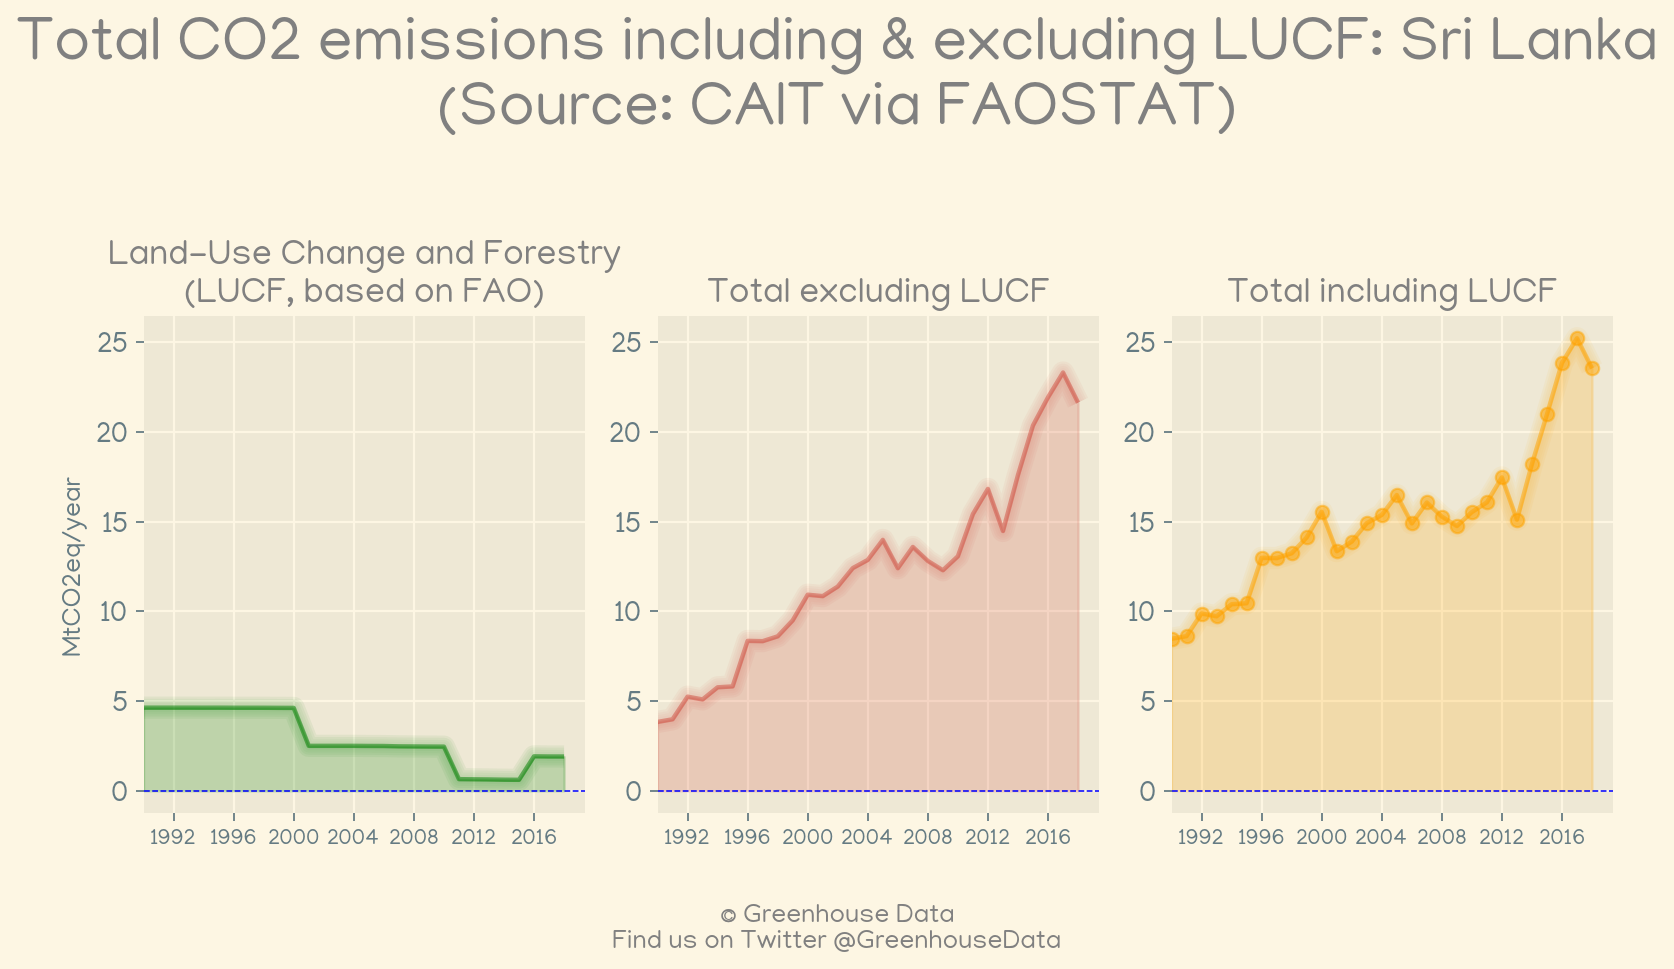 Total CO2 emissions including & excluding LUCF: Sri Lanka
(Source: CAIT via FAOSTAT)
Land-Use Change and Forestry
(LUCF, based on FAO)
Total excluding LUCF
Total including LUCF
MtCO2eq/year
25
20
15
10
5
0
1992 1996 2000 2004 2008 2012 2016
25
20
15
10
5
0
1992 1996 2000 2004 2008 2012 2016
25
20
15
10
5
0
1992 1996 2000 2004 2008 2012 2016
© Greenhouse Data
Find us on Twitter @GreenhouseData